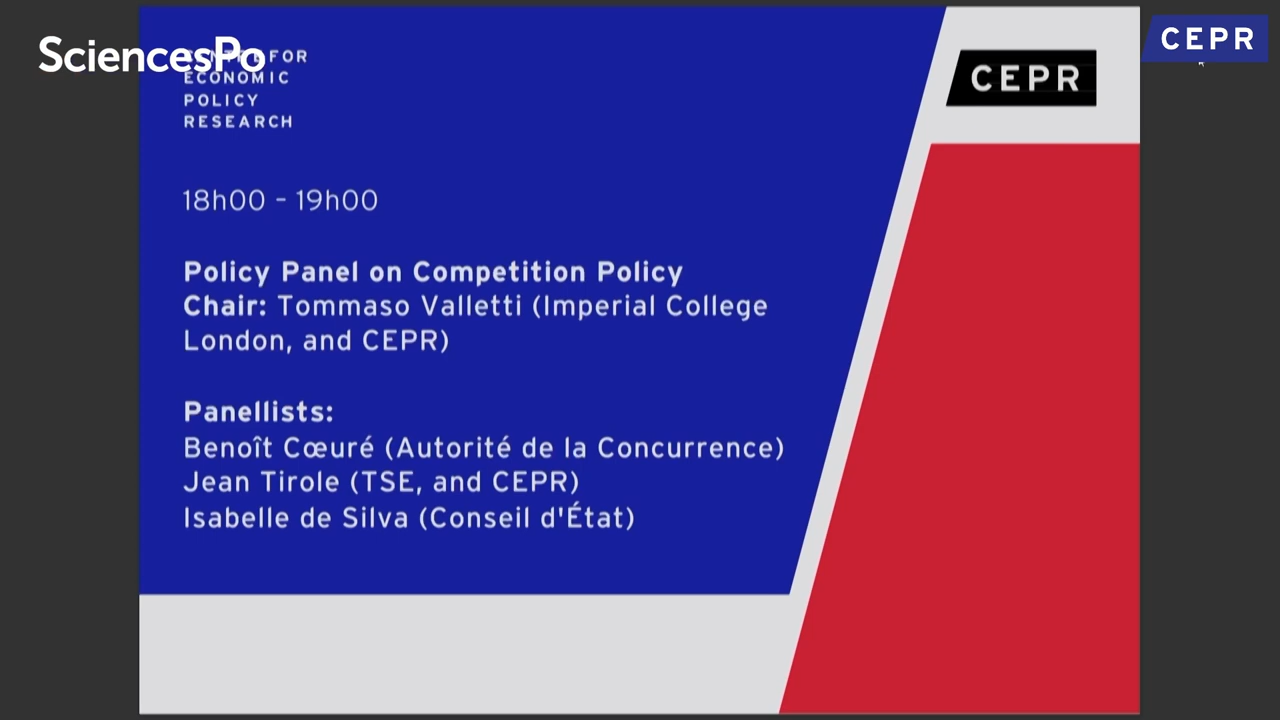 SciencesPo
CENTRE FOR
ECONOMIC
POLICY
RESEARCH
CEPR
CEPR
18h00 – 19h00
Policy Panel on Competition Policy
Chair: Tommaso Valletti (Imperial College
London, and CEPR)
Panellists:
Benoît Cœuré (Autorité de la Concurrence)
Jean Tirole (TSE, and CEPR)
Isabelle de Silva (Conseil d'État)